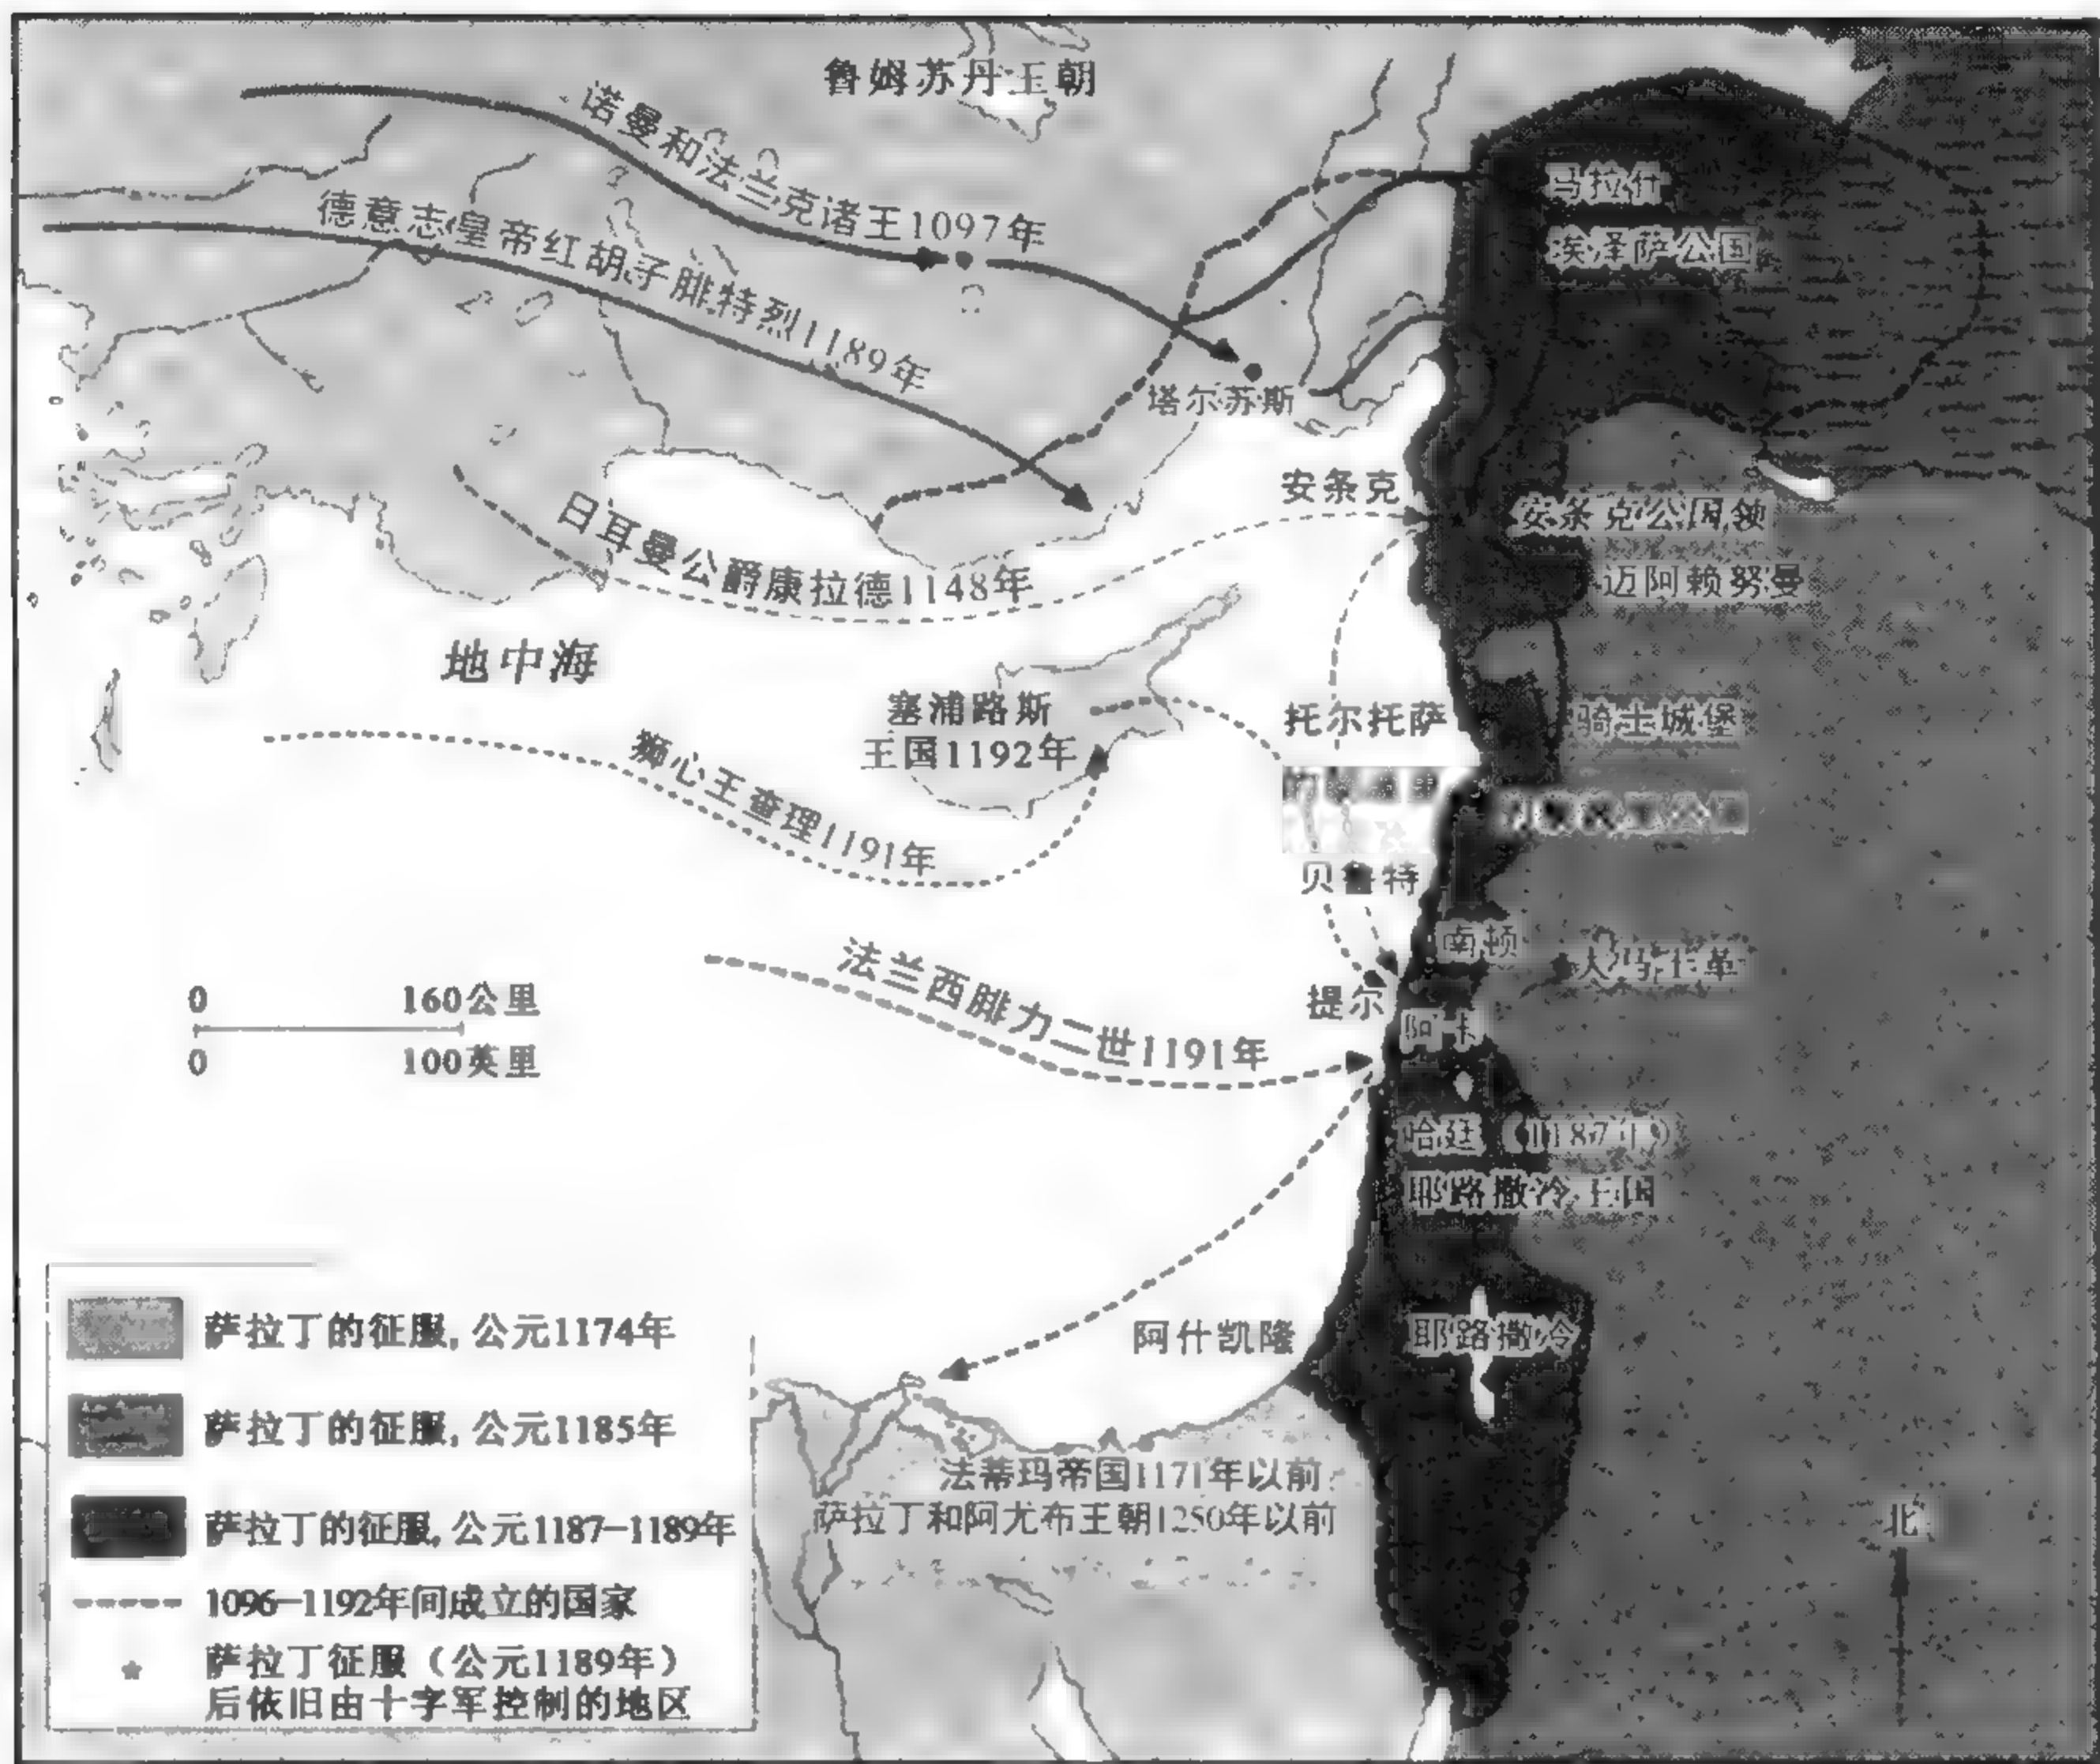 鲁姆苏丹王朝
诺曼和法兰克诸王1097年
德意志皇帝红胡子腓特烈1189年
马拉什
埃泽萨公国
塔尔苏斯
安条克
安条克公国领
日耳曼公爵康拉德1148年
迈阿赖努曼
地中海
塞浦路斯
王国1192年
托尔托萨
骑士城堡
狮心王查理1191年
贝鲁特
南顿
大马士革
法兰西腓力二世1191年
提尔
阿卡
0 160公里
0 100英里
哈廷（1187年）
耶路撒冷王国
阿什凯隆
耶路撒冷
萨拉丁的征服,公元1174年
萨拉丁的征服,公元1185年
萨拉丁的征服,公元1187-1189年
1096-1192年间成立的国家
萨拉丁征服（公元1189年）
后依旧由十字军控制的地区
法蒂玛帝国1171年以前
萨拉丁和阿尤布王朝1250年以前
北